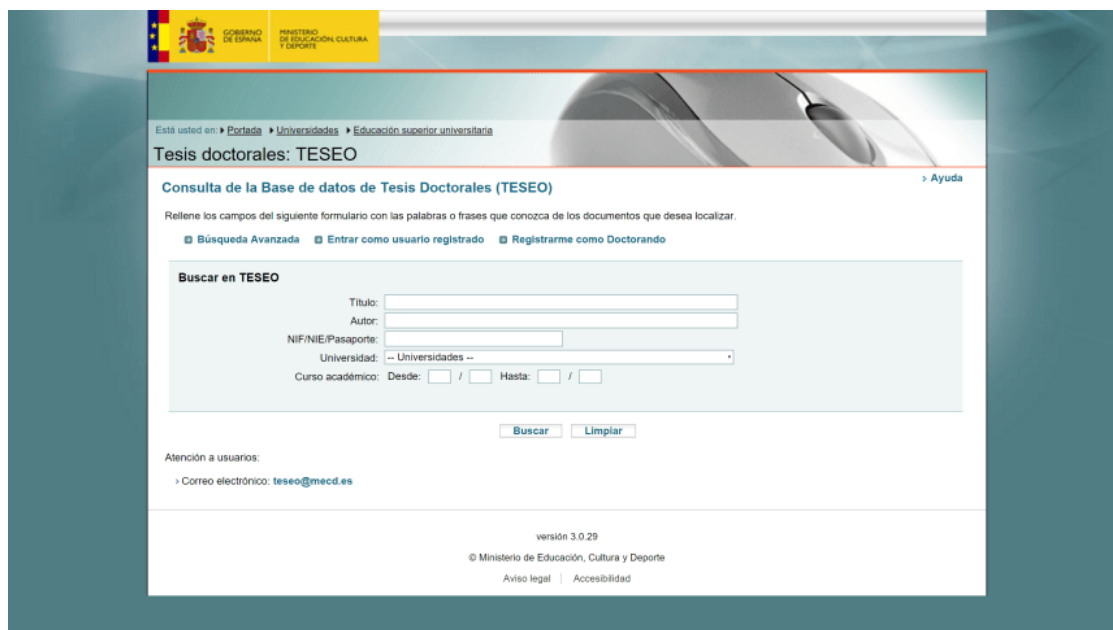 GOBIERNO DE ESPAÑA
MINISTERIO DE EDUCACIÓN, CULTURA Y DEPORTE
Está usted en: Portada Universidades Educación superior universitaria
Tesis doctorales: TESEO
Ayuda
Consulta de la Base de datos de Tesis Doctorales (TESEO)
Rellene los campos del siguiente formulario con las palabras o frases que conozca de los documentos que desea localizar.
Búsqueda Avanzada Entrar como usuario registrado Registrarme como Doctorando
Buscar en TESEO
Título:
Autor:
NIF/NIE/Pasaporte:
Universidad: -- Universidades --
Curso académico: Desde: / Hasta: /
Buscar Limpiar
Atención a usuarios:
Correo electrónico: teseo@mecd.es
versión 3.0.29
© Ministerio de Educación, Cultura y Deporte
Aviso legal | Accesibilidad